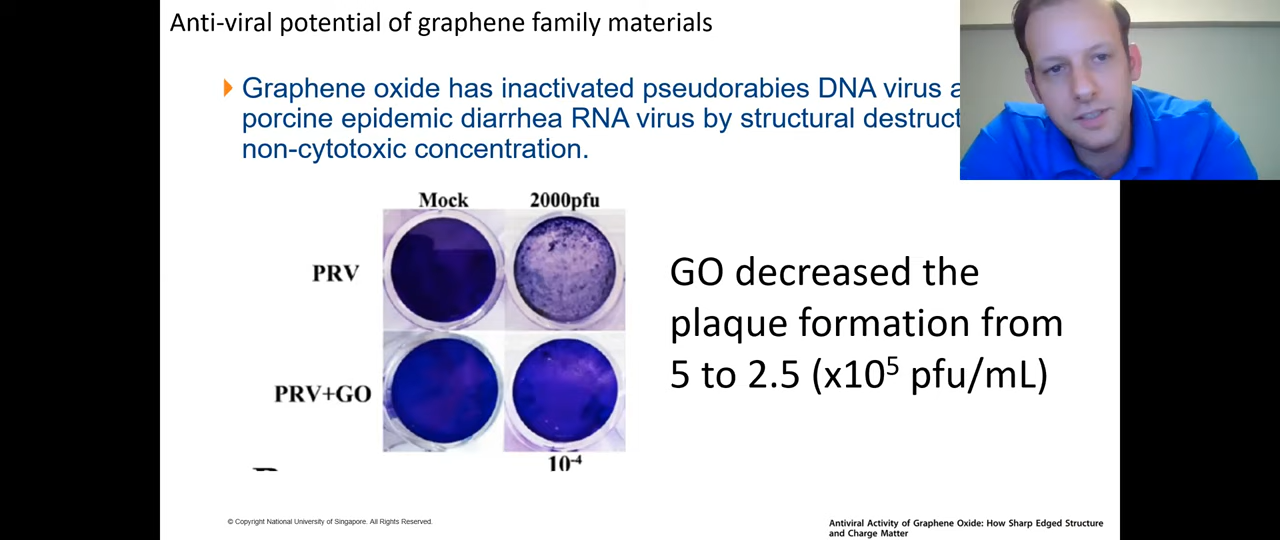 Anti-viral potential of graphene family materials
Graphene oxide has inactivated pseudorabies DNA virus
porcine epidemic diarrhea RNA virus by structural
non-cytotoxic concentration.
Mock 2000pfu
PRV
GO decreased the
plaque formation from
5 to 2.5 (x10⁵ pfu/mL)
PRV+GO
10⁻⁴
© Copyright National University of Singapore. All Rights Reserved.
Antiviral Activity of Graphene Oxide: How Sharp Edged Structure
and Charge Matter